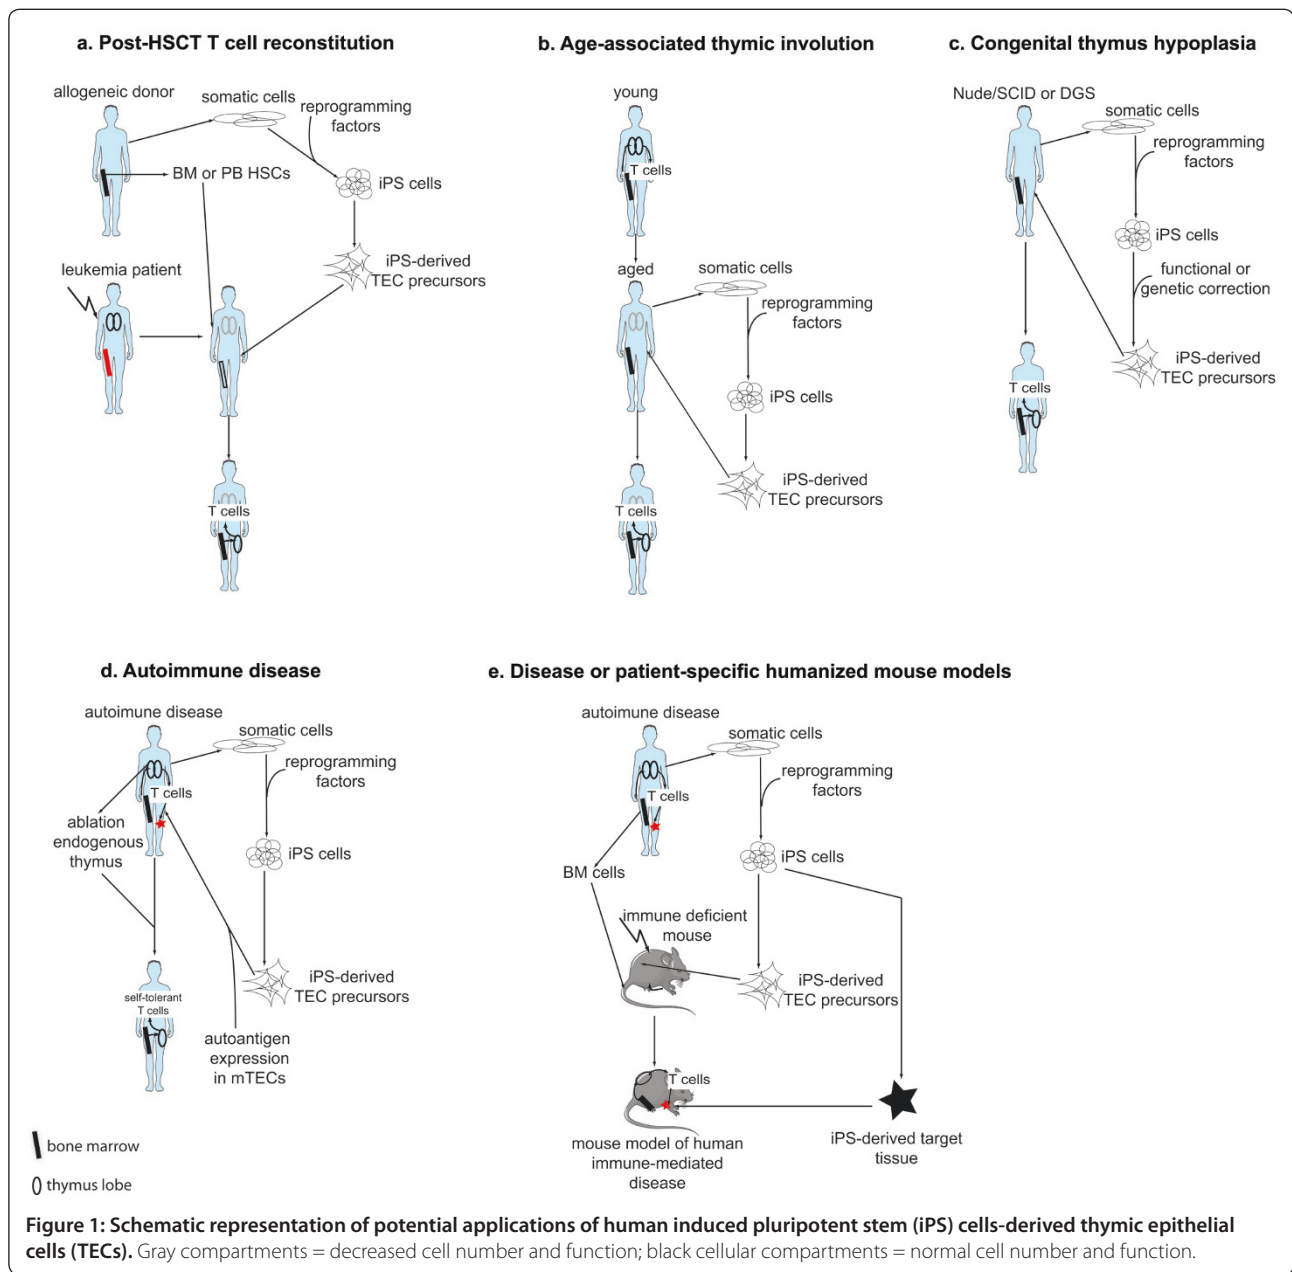 a. Post-HSCT T cell reconstitution
allogeneic donor
somatic cells
reprogramming
factors
BM or PB HSCs
iPS cells
iPS-derived
TEC precursors
leukemia patient
T cells
b. Age-associated thymic involution
young
T cells
aged
somatic cells
reprogramming
factors
iPS cells
iPS-derived
TEC precursors
T cells
c. Congenital thymus hypoplasia
Nude/SCID or DGS
somatic cells
reprogramming
factors
iPS cells
functional or
genetic correction
iPS-derived
TEC precursors
T cells
d. Autoimmune disease
autoimune disease
somatic cells
reprogramming
factors
T cells
ablation
endogenous
thymus
iPS cells
iPS-derived
TEC precursors
self-tolerant
T cells
autoantigen
expression
in mTECs
e. Disease or patient-specific humanized mouse models
autoimune disease
somatic cells
reprogramming
factors
T cells
BM cells
iPS cells
immune deficient
mouse
iPS-derived
TEC precursors
T cells
mouse model of human
immune-mediated
disease
iPS-derived target
tissue
bone marrow
thymus lobe
Figure 1: Schematic representation of potential applications of human induced pluripotent stem (iPS) cells-derived thymic epithelial
cells (TECs). Gray compartments = decreased cell number and function; black cellular compartments = normal cell number and function.